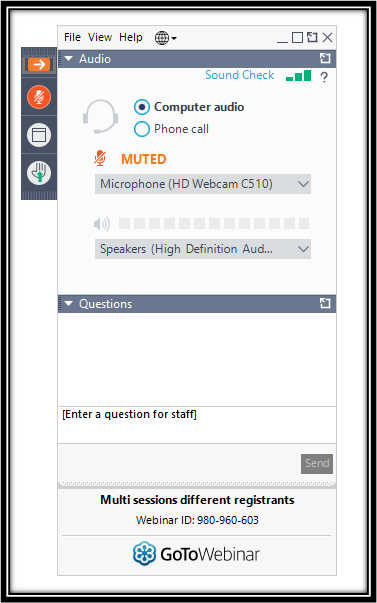 File View Help
Audio
Sound Check ?
Computer audio
Phone call
MUTED
Microphone (HD Webcam C510)
Speakers (High Definition Aud...
Questions
[Enter a question for staff]
Send
Multi sessions different registrants
Webinar ID: 980-960-603
GoToWebinar